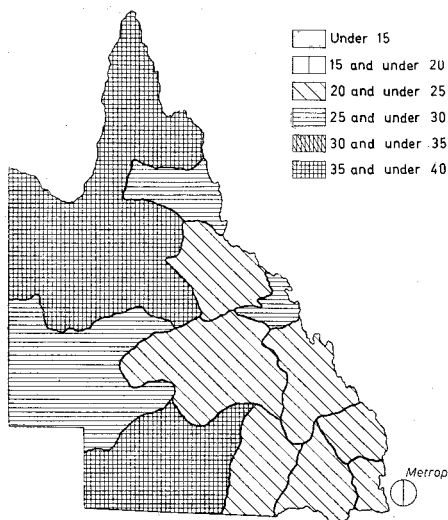 Under 15
15 and under 20
20 and under 25
25 and under 30
30 and under 35
35 and under 40
Metrop